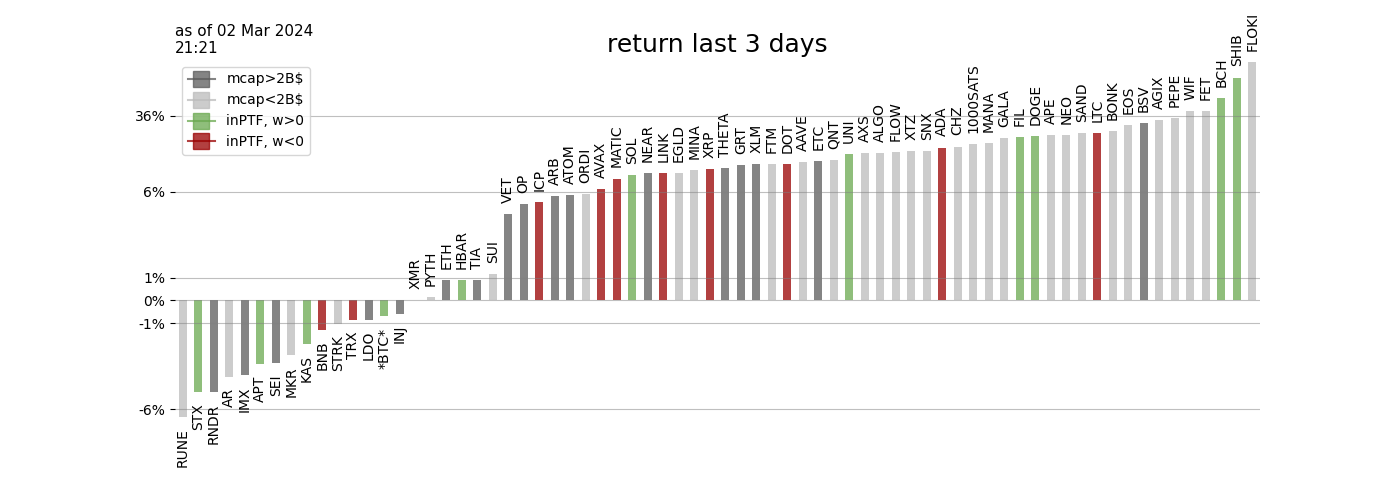 as of 02 Mar 2024
21:21
return last 3 days
mcap>2B$
mcap<2B$
inPTF, w>0
inPTF, w<0
36%
6%
1%
0%
-1%
-6%
RUNE
STX
RNDR
AR
IMX
APT
SEI
MKR
KAS
BNB
STRK
TRX
LDO
*BTC*
INJ
XMR
PYTH
ETH
HBAR
TIA
SUI
VET
OP
ICP
ARB
ATOM
ORDI
AVAX
MATIC
SOL
NEAR
LINK
EGLD
MINA
XRP
THETA
GRT
XLM
FTM
DOT
AAVE
ETC
QNT
UNI
AXS
ALGO
FLOW
XTZ
SNX
ADA
CHZ
1000SATS
MANA
GALA
FIL
DOGE
APE
NEO
SAND
LTC
BONK
EOS
BSV
AGIX
PEPE
WIF
FET
BCH
SHIB
FLOKI